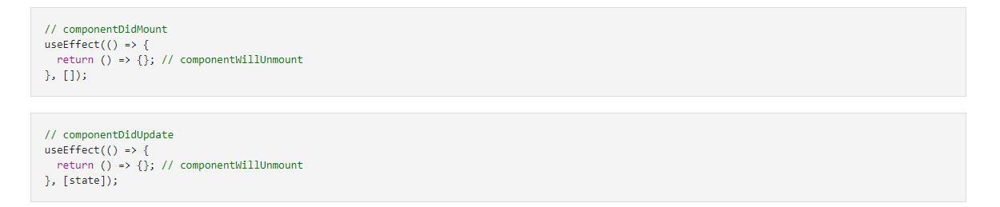 // componentDidMount
useEffect(() => {
  return () => {}; // componentWillUnmount
}, []);
// componentDidUpdate
useEffect(() => {
  return () => {}; // componentWillUnmount
}, [state]);